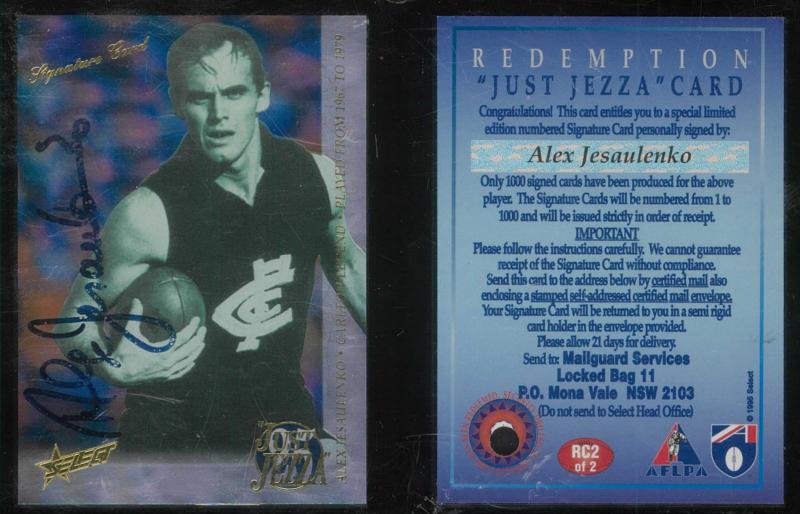 Signature Card
Alex Jesaulenko
ALEX JESAULENKO • CARLTON LEGEND • PLAYED FROM 1967 TO 1979
CFC
"JUST
JEZZA"
SELECT
REDEMPTION
"JUST JEZZA" CARD
Congratulations! This card entitles you to a special limited
edition numbered Signature Card personally signed by:
Alex Jesaulenko
Only 1000 signed cards have been produced for the above
player. The Signature Cards will be numbered from 1 to
1000 and will be issued strictly in order of receipt.
IMPORTANT
Please follow the instructions carefully. We cannot guarantee
receipt of the Signature Card without compliance.
Send this card to the address below by certified mail also
enclosing a stamped self-addressed certified mail envelope.
Your Signature Card will be returned to you in a semi rigid
card holder in the envelope provided.
Please allow 21 days for delivery.
Send to: Mailguard Services
Locked Bag 11
P.O. Mona Vale NSW 2103
(Do not send to Select Head Office)
© 1995 Select
RC2
of 2
AFLPA